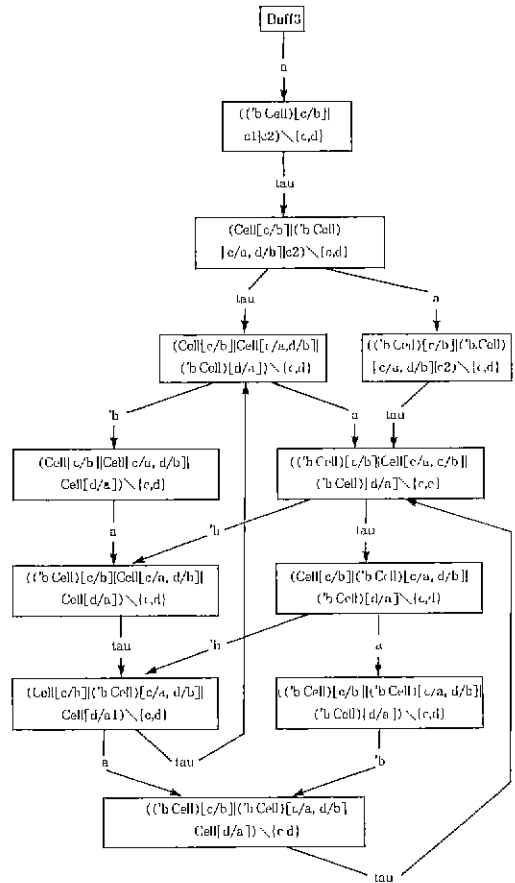 Buff3
a
(('b Cell)[c/b]|
c1|c2)\{c,d}
tau
(Cell[c/b]|('b Cell)
[c/a, d/b]|c2)\{c,d}
tau
a
(Cell[c/b]|Cell[c/a,d/b]|
('b Cell)[d/a])\{c,d}
(('b Cell)[c/b]|('b.Cell)
[c/a, d/b]|c2)\{c,d}
'b
a
tau
(Cell[c/b]|Cell[c/a, d/b]|
Cell[d/a])\{c,d}
(('b Cell)[c/b]|Cell[c/a, c/b]|
('b Cell)[d/a]\{c,c}
a
'b
tau
(('b Cell)[c/b]|Cell[c/a, d/b]|
Cell[d/a])\{c,d}
(Cell[c/b]|('b Cell)[c/a, d/b]|
('b Cell)[d/a]\{c,d}
tau
'b
a
(Cell[c/b]|('b Cell)[c/a, d/b]|
Cell[d/a])\{c,d}
(('b Cell)[c/b]|('b Cell)[c/a, d/b]|
('b Cell)[d/a])\{c,d}
a
tau
'b
(('b Cell)[c/b]|('b Cell)[c/a, d/b]
Cell[d/a])\{c d}
tau